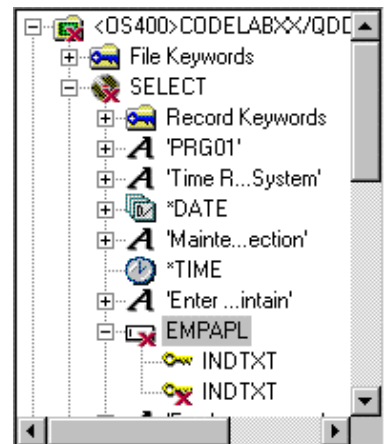 <OS400>CODELABXX/QDD
File Keywords
SELECT
Record Keywords
'PRG01'
'Time R...System'
*DATE
'Mainte...ection'
*TIME
'Enter ...intain'
EMPAPL
INDTXT
INDTXT